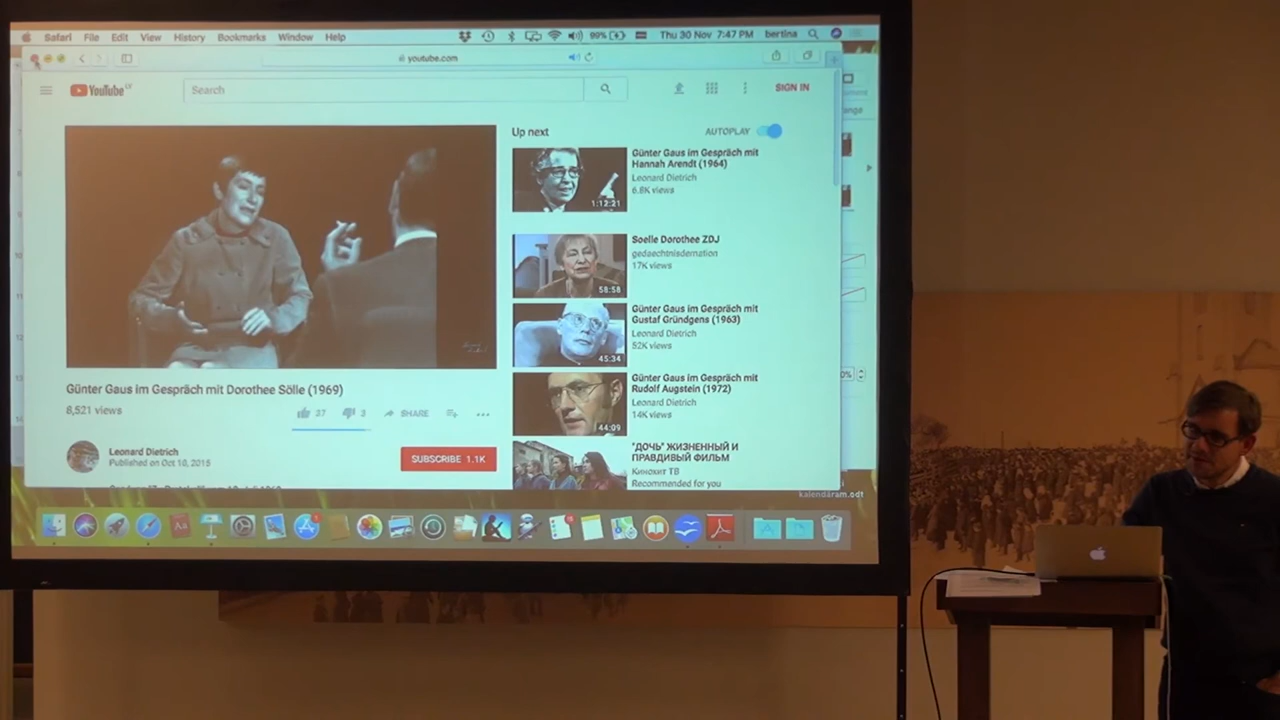 Safari File Edit View History Bookmarks Window Help 99% Thu 30 Nov 7:47 PM bertina
youtube.com
YouTube LV Search SIGN IN
Up next AUTOPLAY
Günter Gaus im Gespräch mit
Hannah Arendt (1964)
Leonard Dietrich
6.8K views
1:12:21
Soelle Dorothee ZDJ
gedaechtnisdernation
17K views
58:58
Günter Gaus im Gespräch mit
Gustaf Gründgens (1963)
Leonard Dietrich
52K views
45:34
Günter Gaus im Gespräch mit
Rudolf Augstein (1972)
Leonard Dietrich
14K views
44:09
"ДОЧЬ" ЖИЗНЕННЫЙ И
ПРАВДИВЫЙ ФИЛЬМ
Кинокит ТВ
Recommended for you
Günter Gaus im Gespräch mit Dorothee Sölle (1969)
8,521 views
37 3 SHARE
Leonard Dietrich
Published on Oct 10, 2015
SUBSCRIBE 1.1K
kalendāram.odt